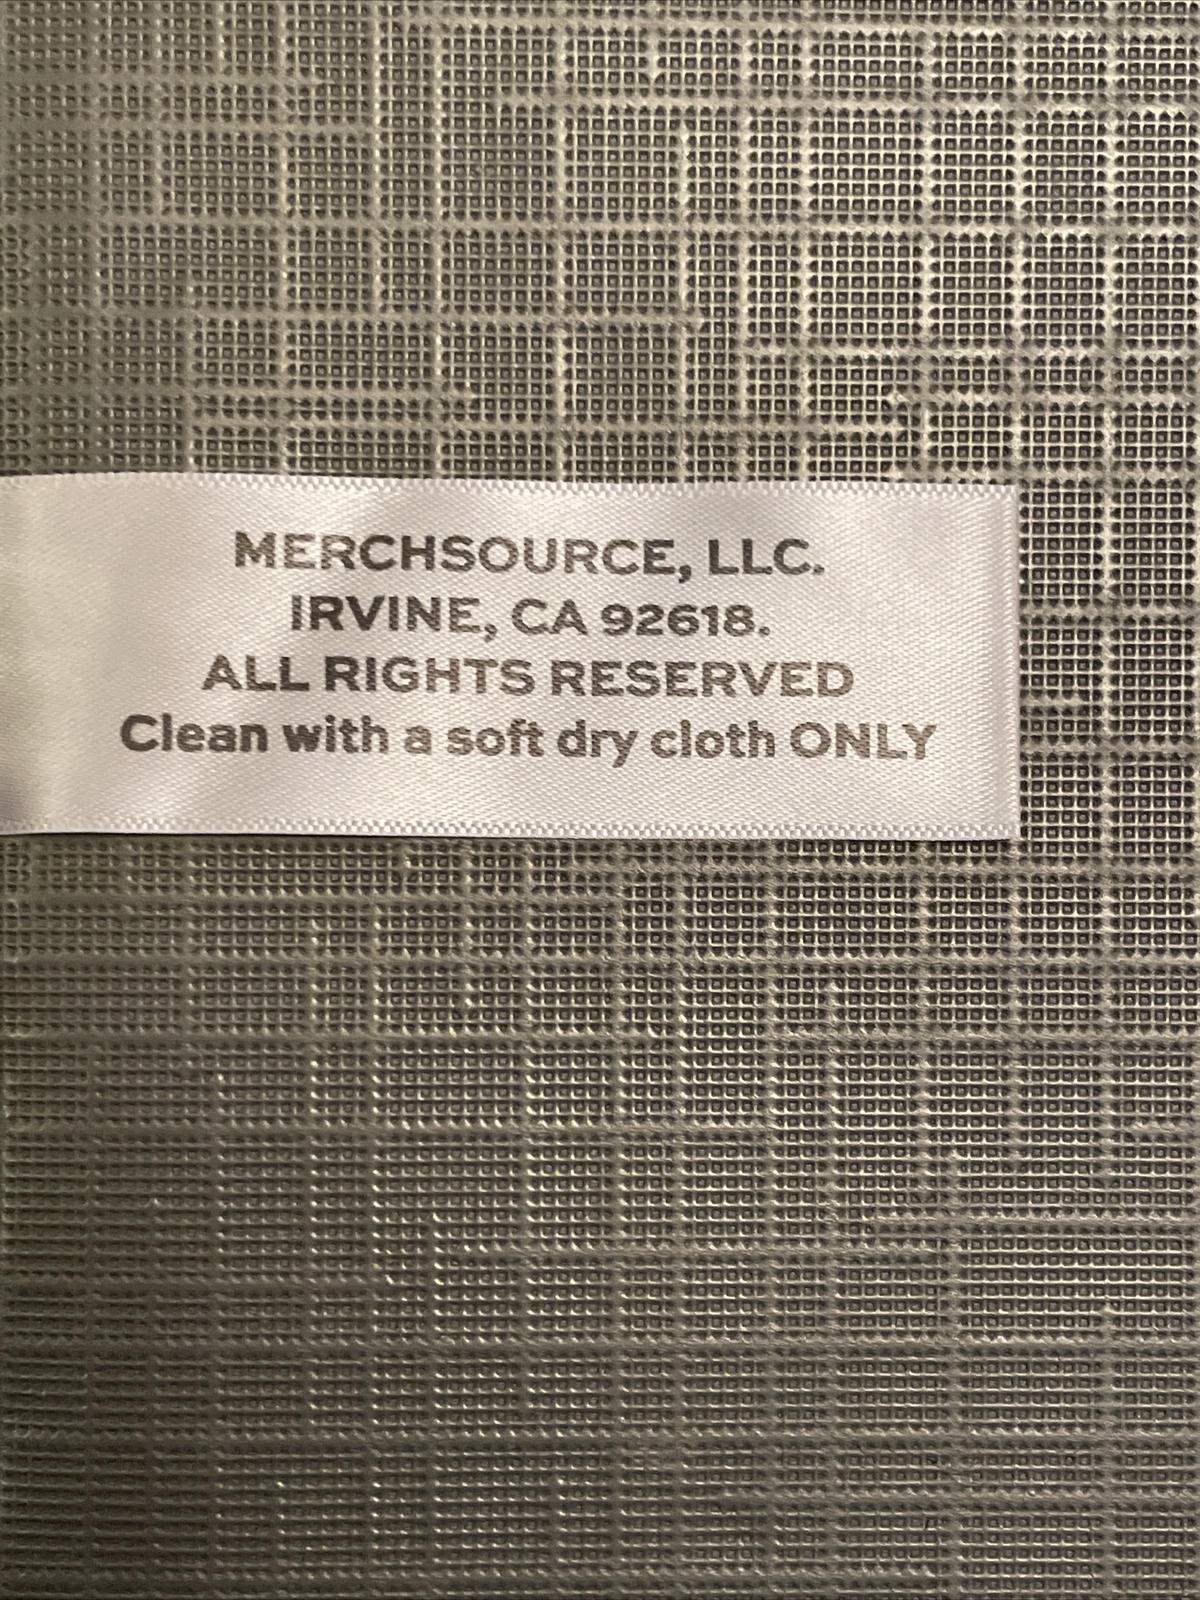 MERCHSOURCE, LLC.
IRVINE, CA 92618.
ALL RIGHTS RESERVED
Clean with a soft dry cloth ONLY